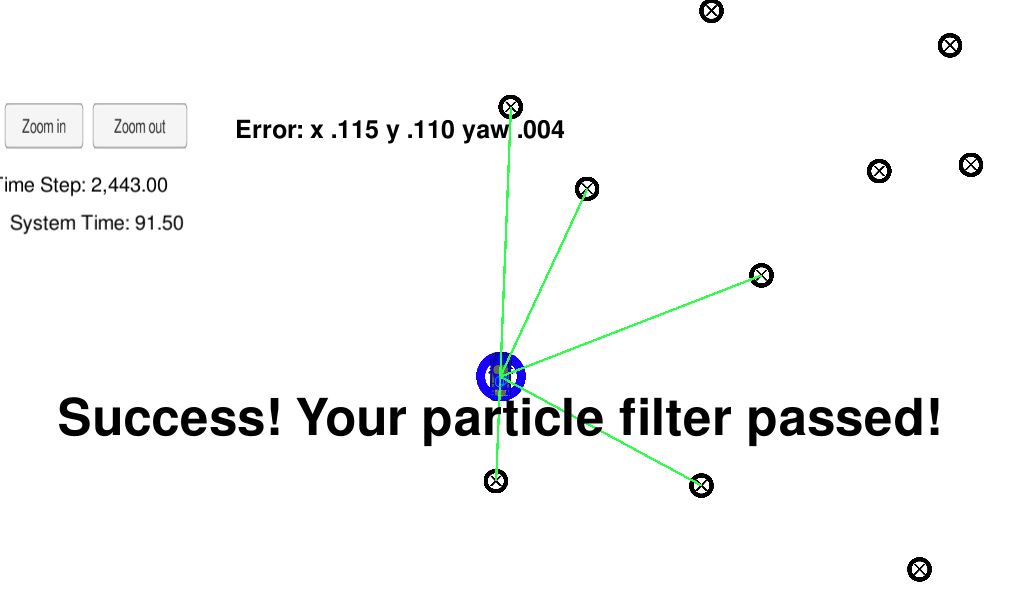 Zoom in
Zoom out
Error: x .115 y .110 yaw .004
Time Step: 2,443.00
System Time: 91.50
Success! Your particle filter passed!